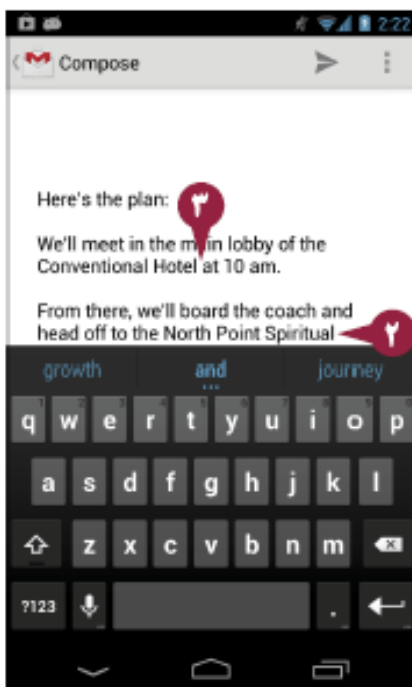 2:22
Compose
Here's the plan:
۳
We'll meet in the main lobby of the
Conventional Hotel at 10 am.
From there, we'll board the coach and
head off to the North Point Spiritual
۲
growth and journey
q w e r t y u i o p
a s d f g h j k l
z x c v b n m
?123 .